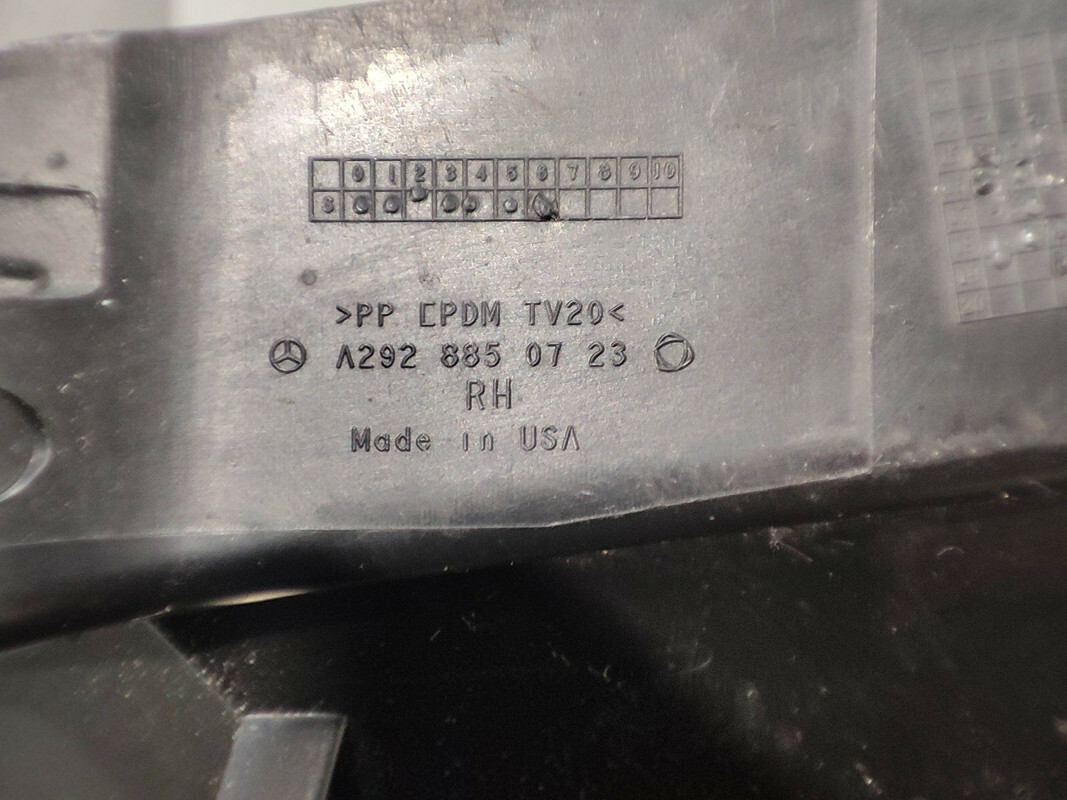 0 1 2 3 4 5 6 7 8 9 10
S
>PP EPDM TV20<
A292 885 07 23
RH
Made in USA